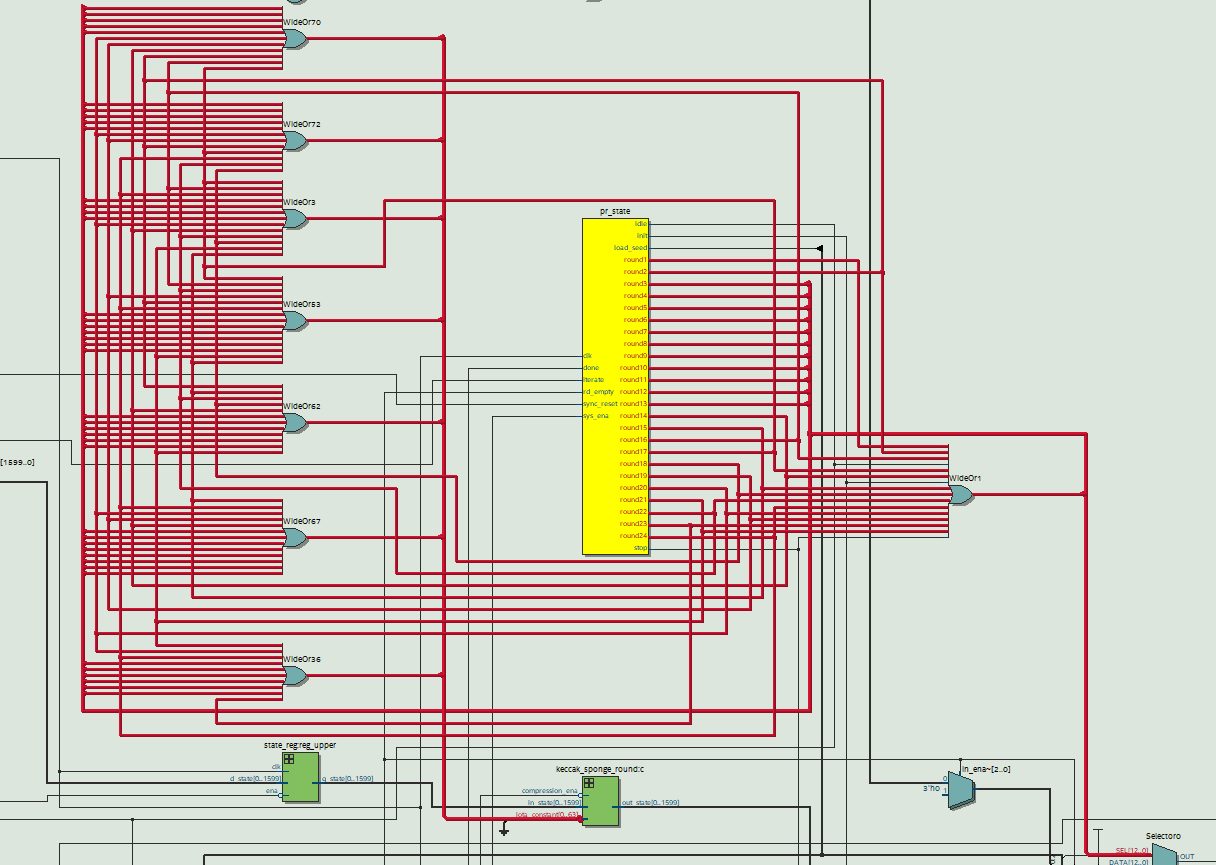 WideOr70
WideOr72
WideOr3
pr_state
idle
init
load_seed
round1
round2
round3
WideOr53
round4
round5
round6
round7
round8
clk
round9
done
round10
iterate
round11
rd_empty
round12
sync_reset
round13
WideOr62
sys_ena
round14
round15
round16
round17
[1599..0]
round18
round19
WideOr1
round20
round21
round22
WideOr67
round23
round24
stop
WideOr36
state_reg:reg_upper
clk
keccak_sponge_round:c
in_ena~[2..0]
d_state[0..1599]
q_state[0..1599]
0
ena
compression_ena
3'h0
1
in_state[0..1599]
out_state[0..1599]
iota_constant[0..63]
Selector0
SEL[12..0]
OUT
DATA[12..0]